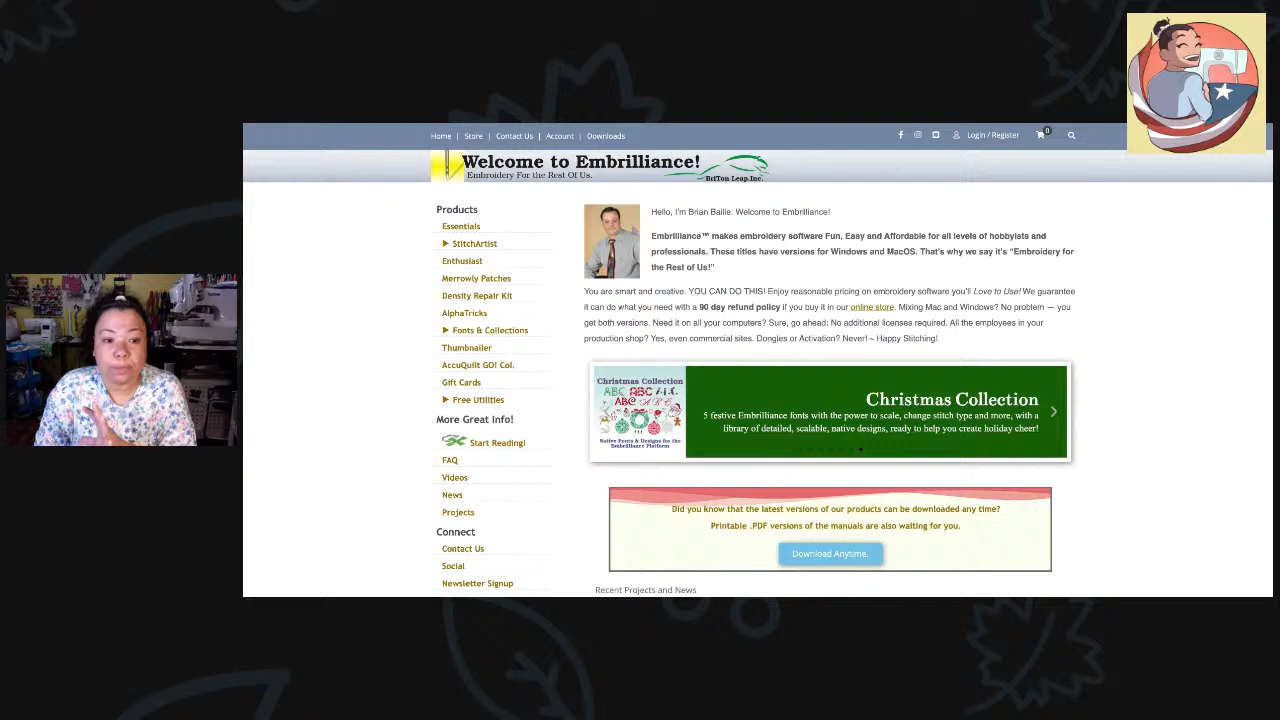 Home | Store | Contact Us | Account | Downloads
Login / Register
0
Welcome to Embrilliance!
Embroidery For the Rest Of Us.
BriTon Leap, Inc.
Products
Essentials
StitchArtist
Enthusiast
Merrowly Patches
Density Repair Kit
AlphaTricks
Fonts & Collections
Thumbnailer
AccuQuilt GO! Col.
Gift Cards
Free Utilities
More Great Info!
Start Reading!
FAQ
Videos
News
Projects
Connect
Contact Us
Social
Newsletter Signup
Hello, I'm Brian Bailie. Welcome to Embrilliance!
Embrilliance™ makes embroidery software Fun, Easy and Affordable for all levels of hobbyists and
professionals. These titles have versions for Windows and MacOS. That's why we say it's “Embroidery for
the Rest of Us!”
You are smart and creative. YOU CAN DO THIS! Enjoy reasonable pricing on embroidery software you'll Love to Use! We guarantee
it can do what you need with a 90 day refund policy if you buy it in our online store. Mixing Mac and Windows? No problem — you
get both versions. Need it on all your computers? Sure, go ahead: No additional licenses required. All the employees in your
production shop? Yes, even commercial sites. Dongles or Activation? Never! ~ Happy Stitching!
Christmas Collection
ABC ABC
ABC
Native Fonts & Designs for the
Embrilliance Platform
Christmas Collection
5 festive Embrilliance fonts with the power to scale, change stitch type and more, with a
library of detailed, scalable, native designs, ready to help you create holiday cheer!
Did you know that the latest versions of our products can be downloaded any time?
Printable .PDF versions of the manuals are also waiting for you.
Download Anytime.
Recent Projects and News